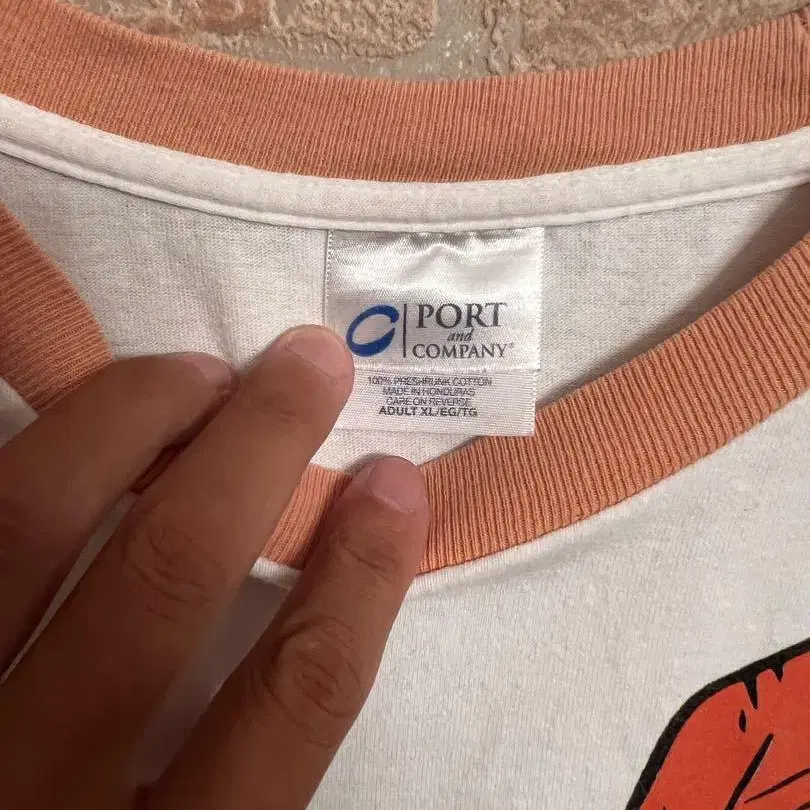 PORT
and
COMPANY®
100% PRESHRUNK COTTON
MADE IN HONDURAS
CARE ON REVERSE
ADULT XL/EG/TG